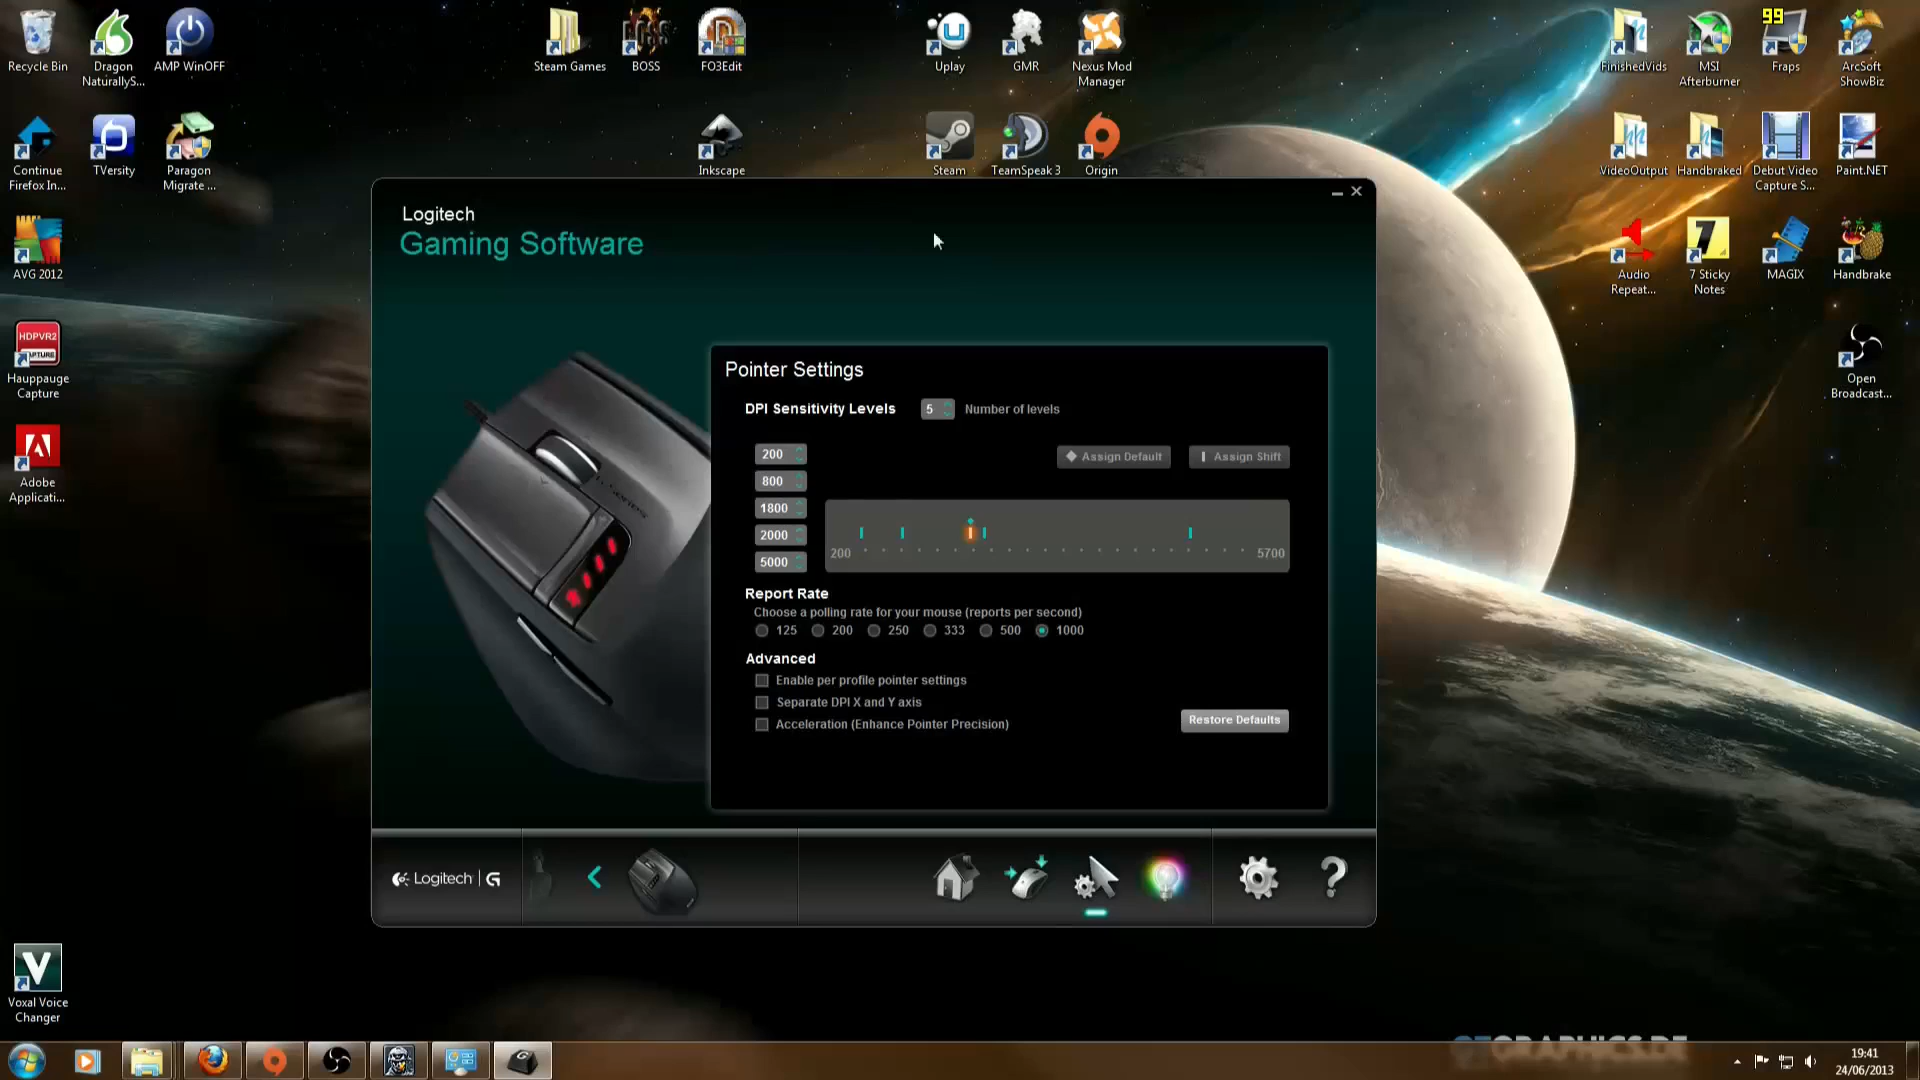 Recycle Bin
Dragon
NaturallyS...
AMP WinOFF
Steam Games
BOSS
FO3Edit
Uplay
GMR
Nexus Mod
Manager
FinishedVids
MSI
Afterburner
99
Fraps
ArcSoft
ShowBiz
Continue
Firefox In...
TVersity
Paragon
Migrate ...
Inkscape
Steam
TeamSpeak 3
Origin
VideoOutput
Handbraked
Debut Video
Capture S...
Paint.NET
AVG 2012
Audio
Repeat...
7 Sticky
Notes
MAGIX
Handbrake
HDPVR2
Hauppauge
Capture
Open
Broadcast...
Adobe
Applicati...
Voxal Voice
Changer
Logitech
Gaming Software
Pointer Settings
DPI Sensitivity Levels 5 Number of levels
200
800
1800
2000
5000
Assign Default
Assign Shift
200 5700
Report Rate
Choose a polling rate for your mouse (reports per second)
125 200 250 333 500 1000
Advanced
Enable per profile pointer settings
Separate DPI X and Y axis
Acceleration (Enhance Pointer Precision)
Restore Defaults
Logitech | G
?
19:41
24/06/2013